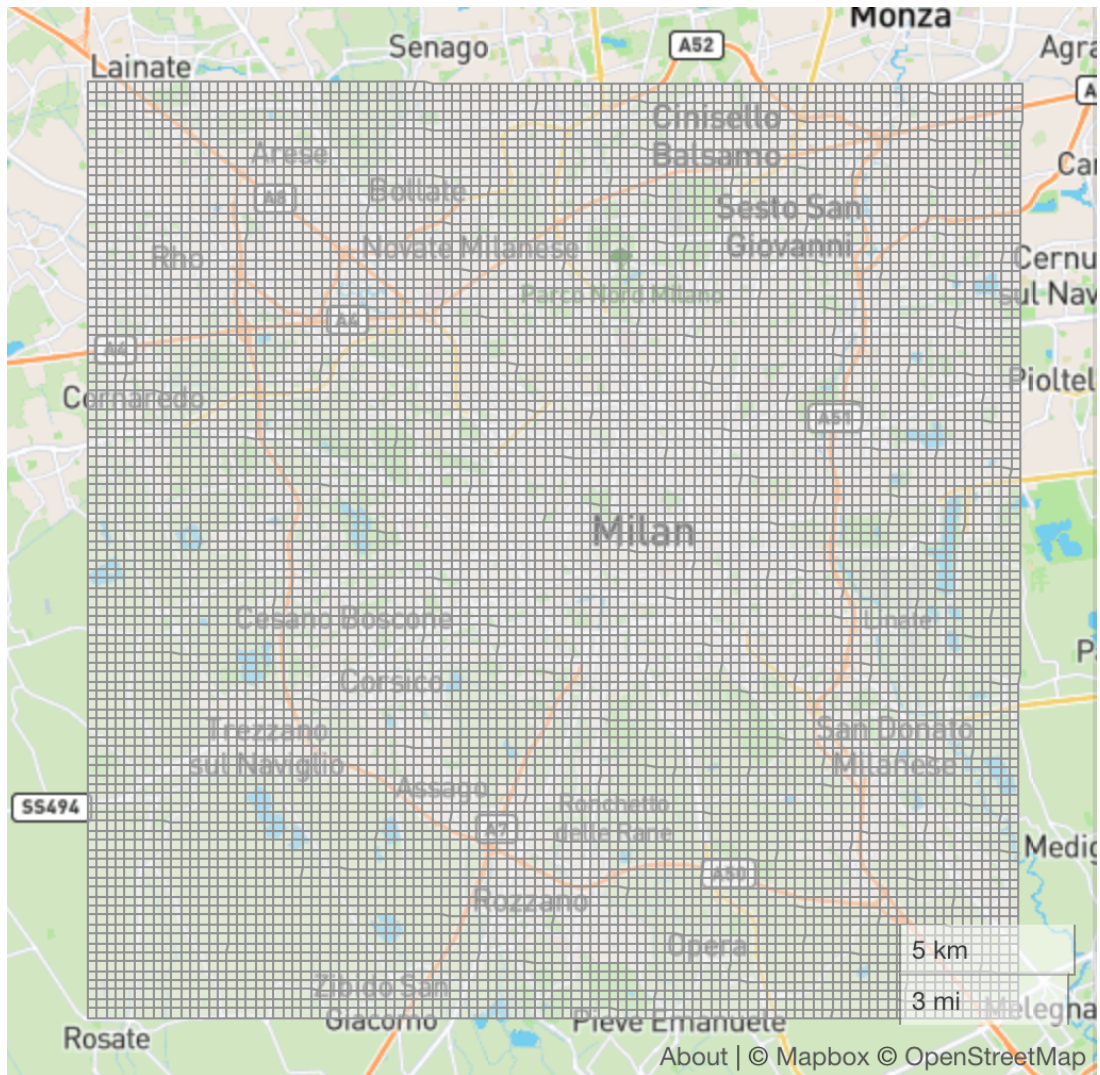 Monza
Senago
A52
Agra
Lainate
A
Cinisello
Balsamo
Arese
Bollate
A8
Car
Sesto San
Giovanni
Novate Milanese
Rho
Cernu
sul Nav
Parco Nord Milano
A4
A4
Pioltel
Cornaredo
A51
Milan
Cesano Boscone
Linate
Pa
Corsico
Trezzano
sul Naviglio
San Donato
Milanese
Assago
SS494
Ronchetto
delle Rane
A7
Medig
A50
Rozzano
Opera
5 km
Zibido San
Giacomo
3 mi
Melegna
Pieve Emanuele
Rosate
About | © Mapbox © OpenStreetMap